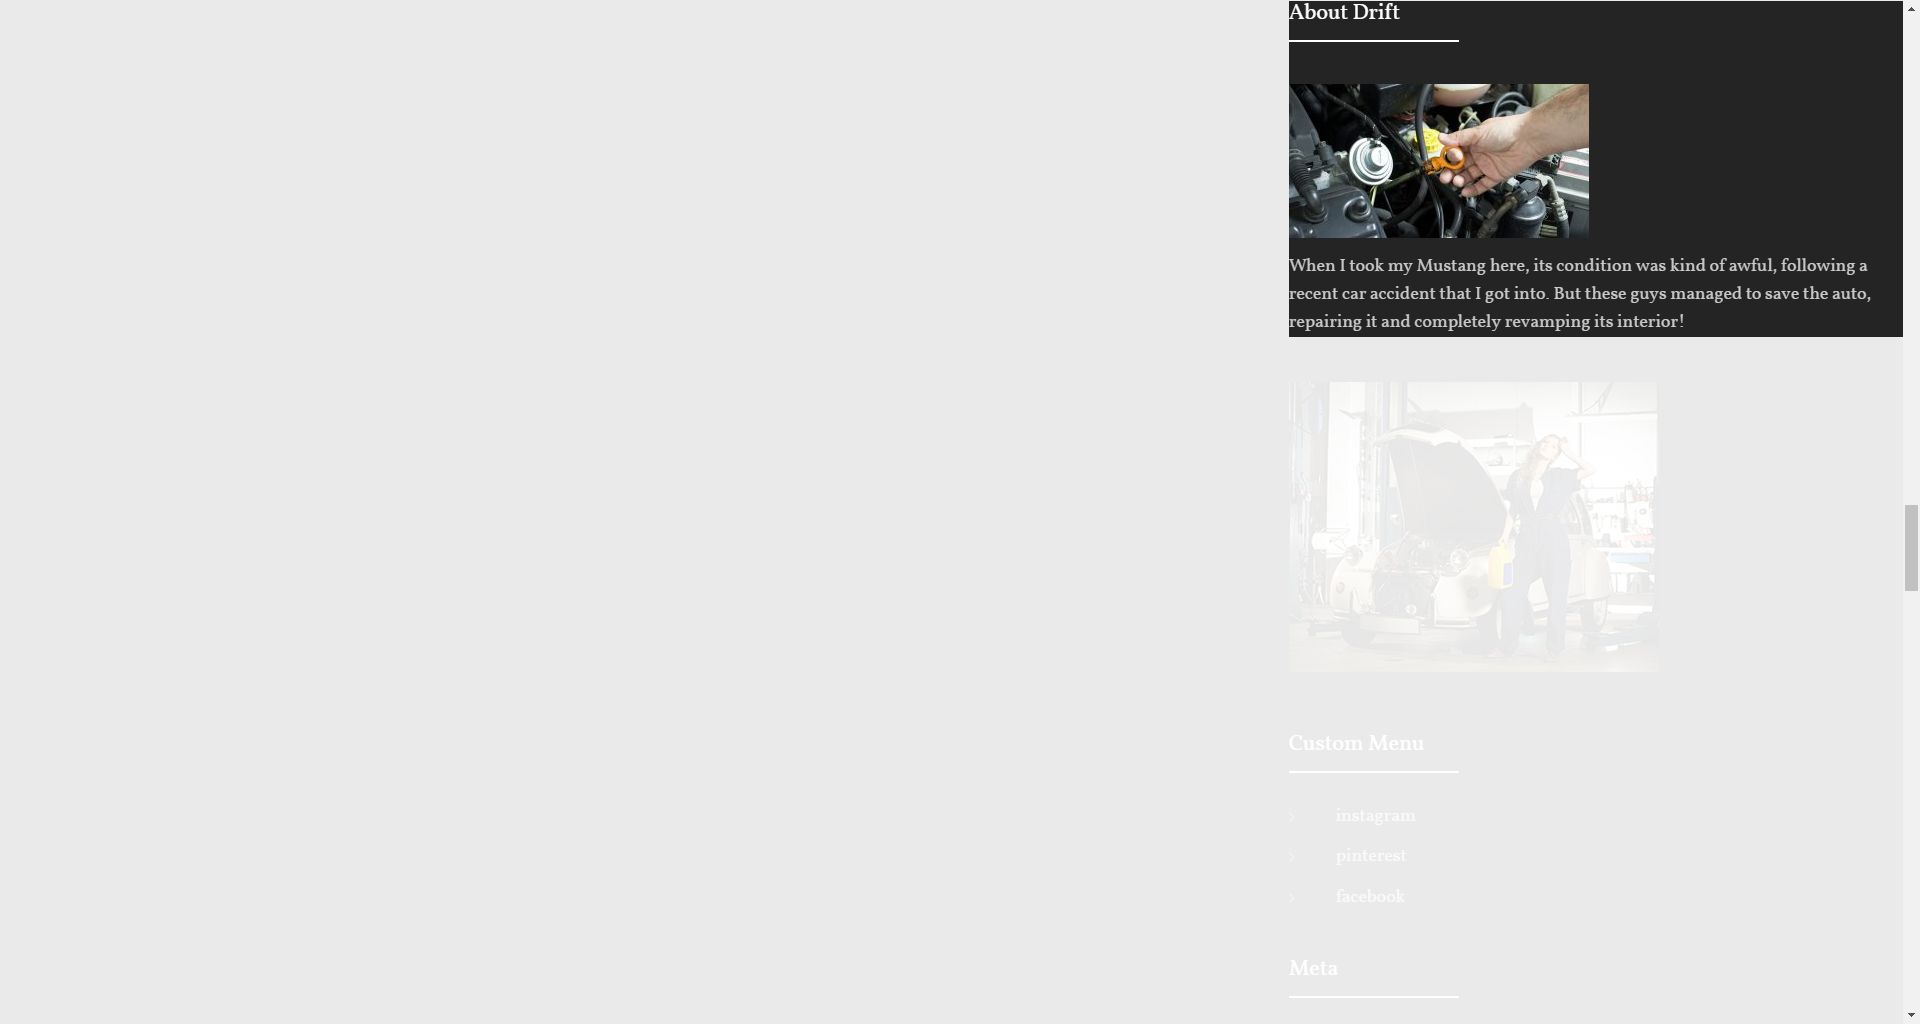 About Drift
When I took my Mustang here, its condition was kind of awful, following a
recent car accident that I got into. But these guys managed to save the auto,
repairing it and completely revamping its interior!
Custom Menu
instagram
pinterest
facebook
Meta